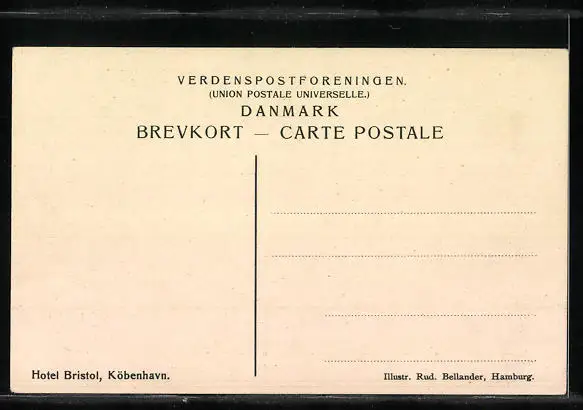 VERDENSPOSTFORENINGEN.
(UNION POSTALE UNIVERSELLE.)
DANMARK
BREVKORT — CARTE POSTALE
Hotel Bristol, Köbenhavn.
Illustr. Rud. Bellander, Hamburg.